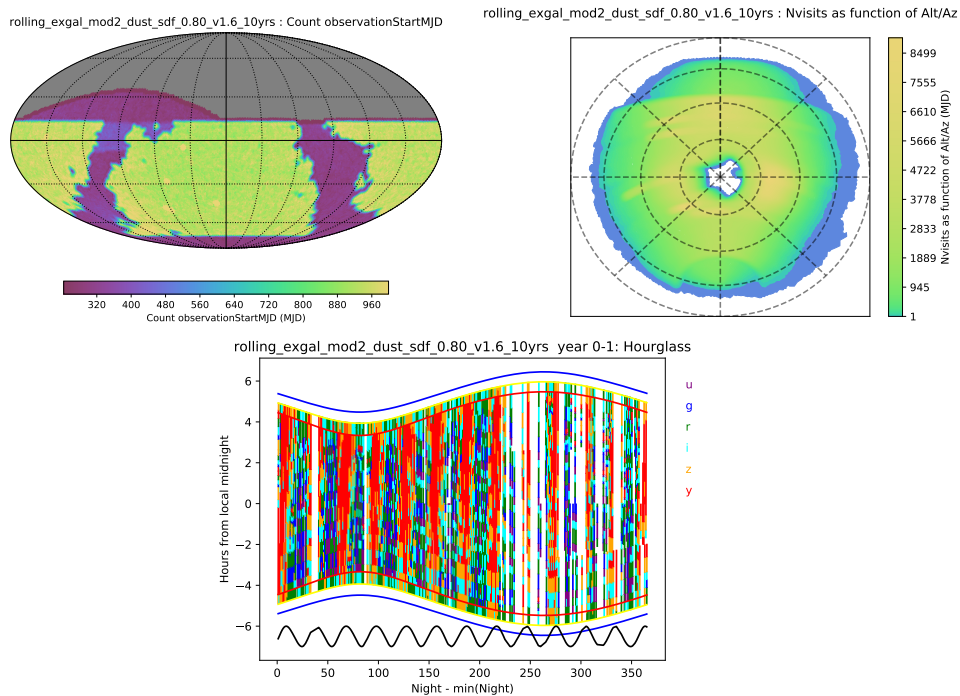 rolling_exgal_mod2_dust_sdf_0.80_v1.6_10yrs : Count observationStartMJD
320 400 480 560 640 720 800 880 960
Count observationStartMJD (MJD)
rolling_exgal_mod2_dust_sdf_0.80_v1.6_10yrs : Nvisits as function of Alt/Az
8499
7555
6610
5666
4722
3778
2833
1889
945
1
Nvisits as function of Alt/Az (MJD)
rolling_exgal_mod2_dust_sdf_0.80_v1.6_10yrs year 0-1: Hourglass
6
4
2
0
−2
−4
−6
Hours from local midnight
0 50 100 150 200 250 300 350
Night - min(Night)
u
g
r
i
z
y